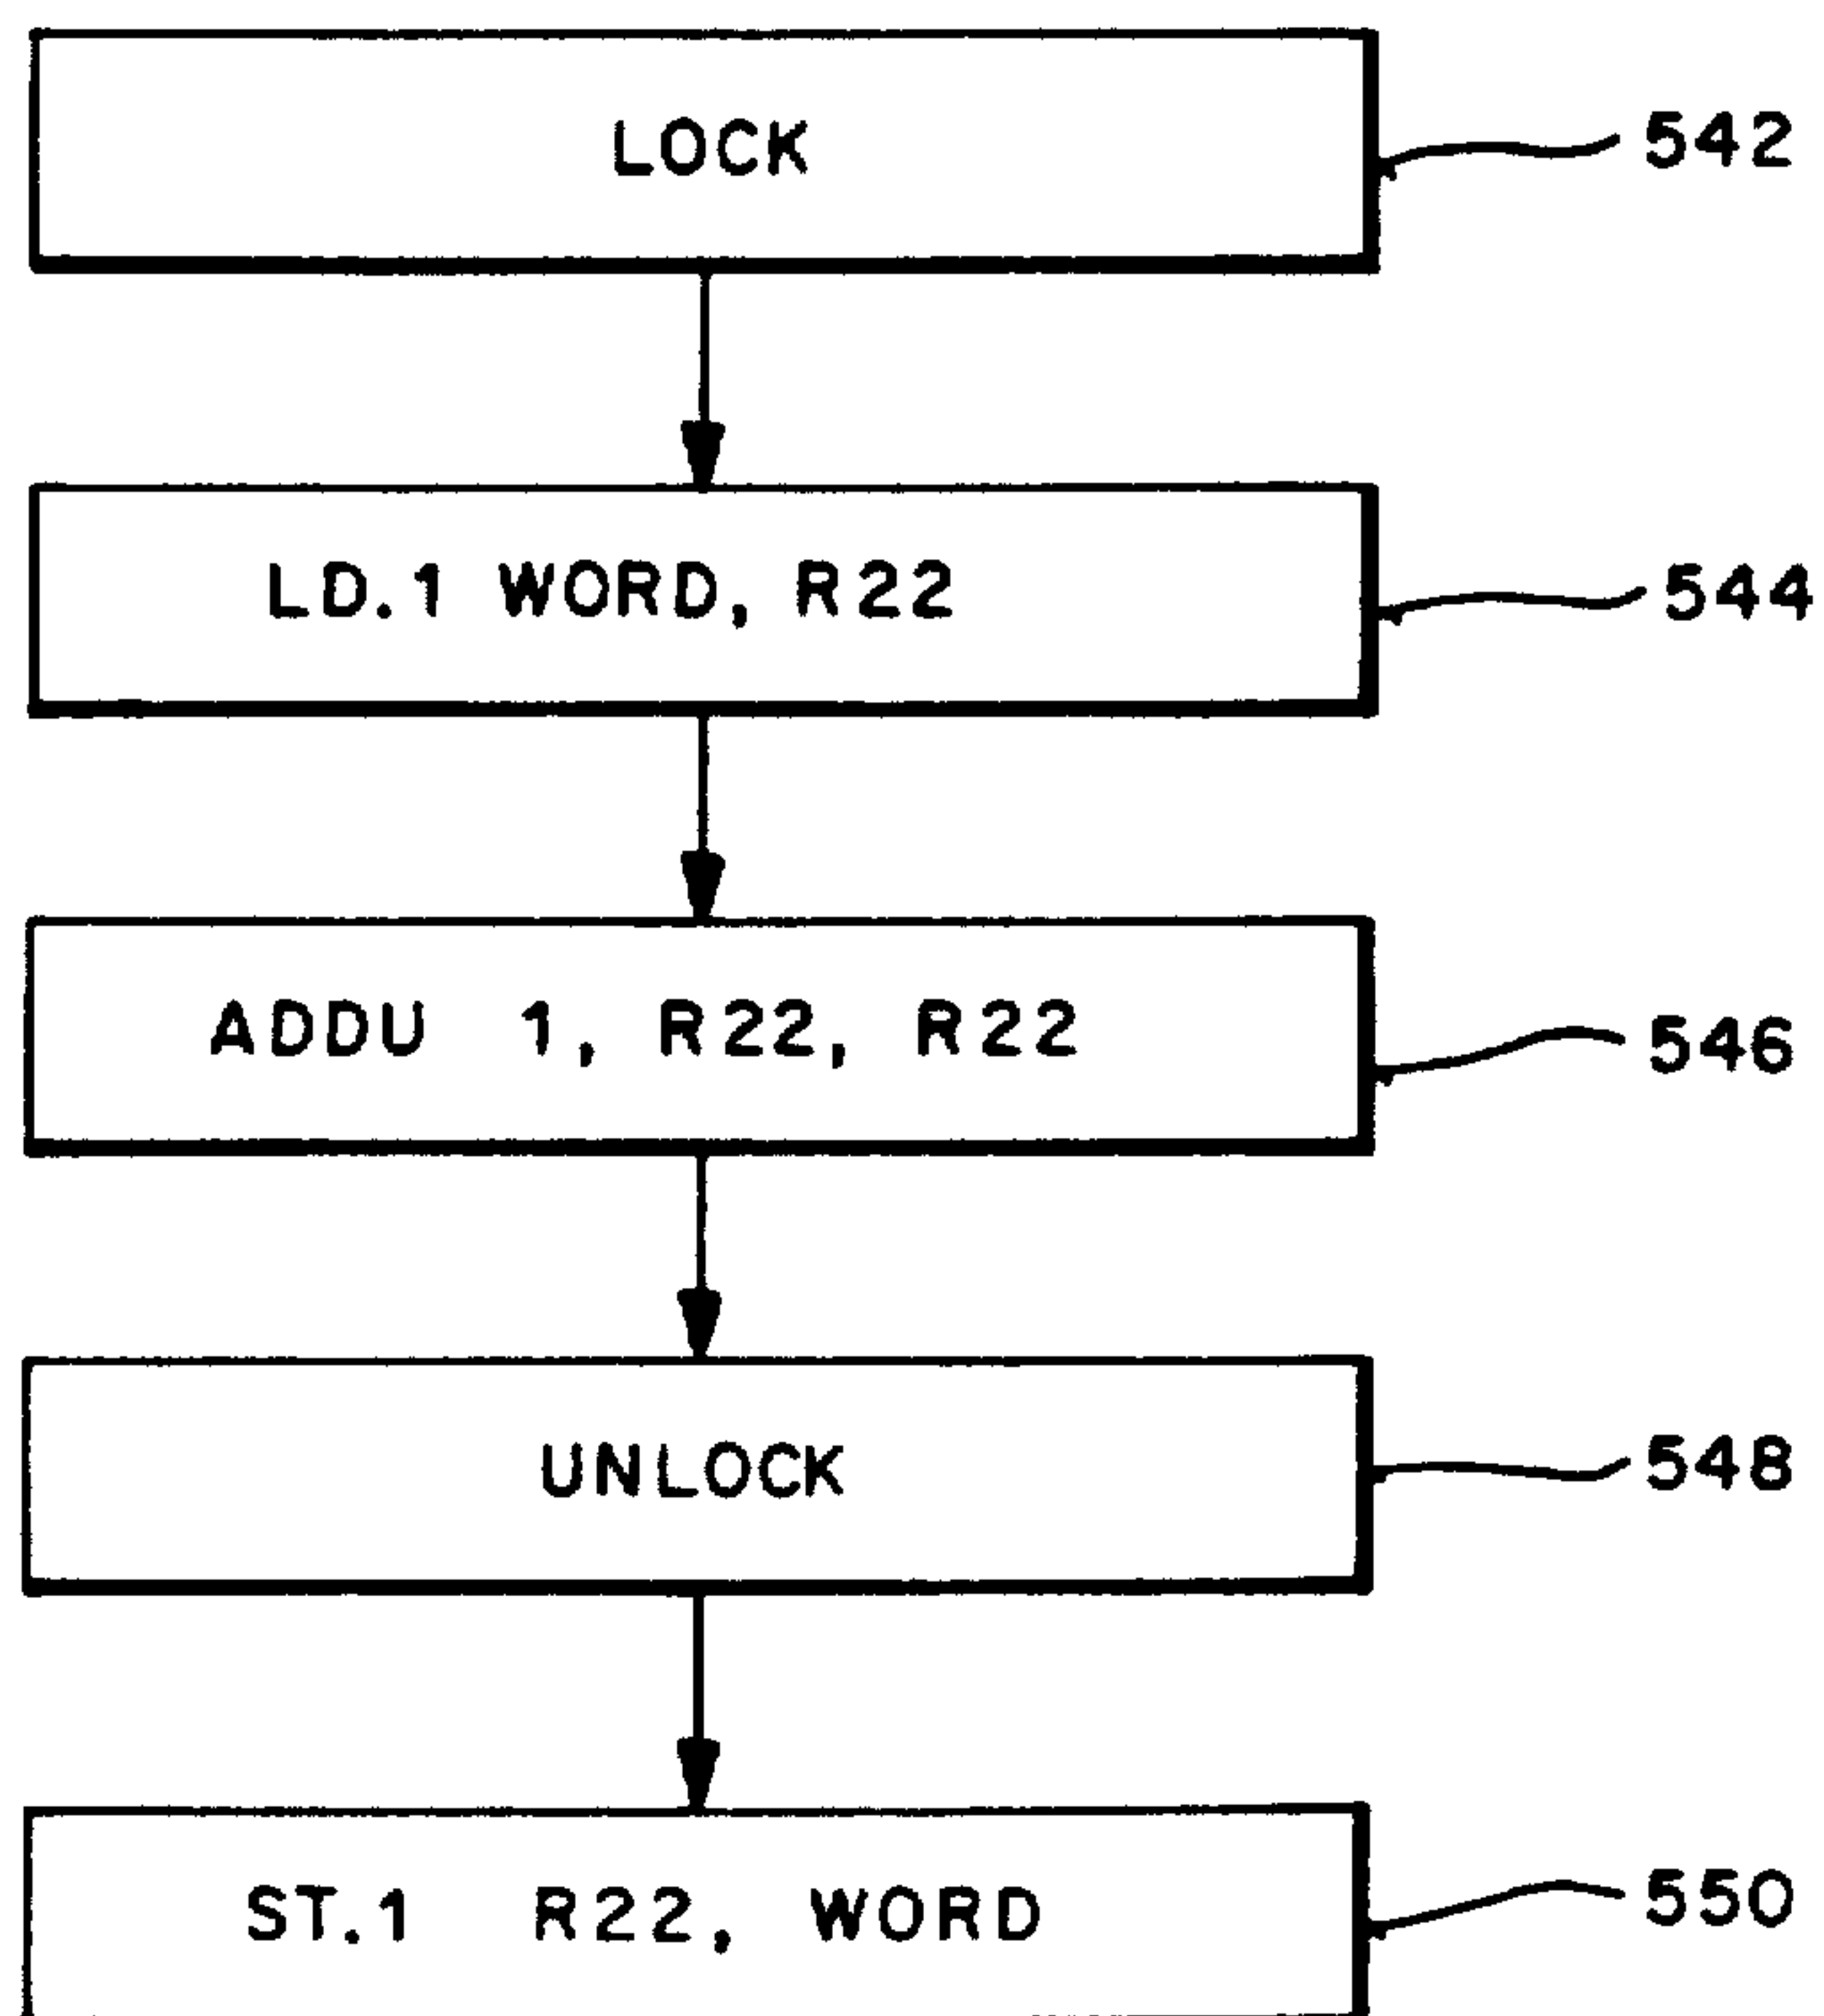 LOCK 542
LD.1 WORD, R22 544
ADDU 1, R22, R22 546
UNLOCK 548
ST.1 R22, WORD 550